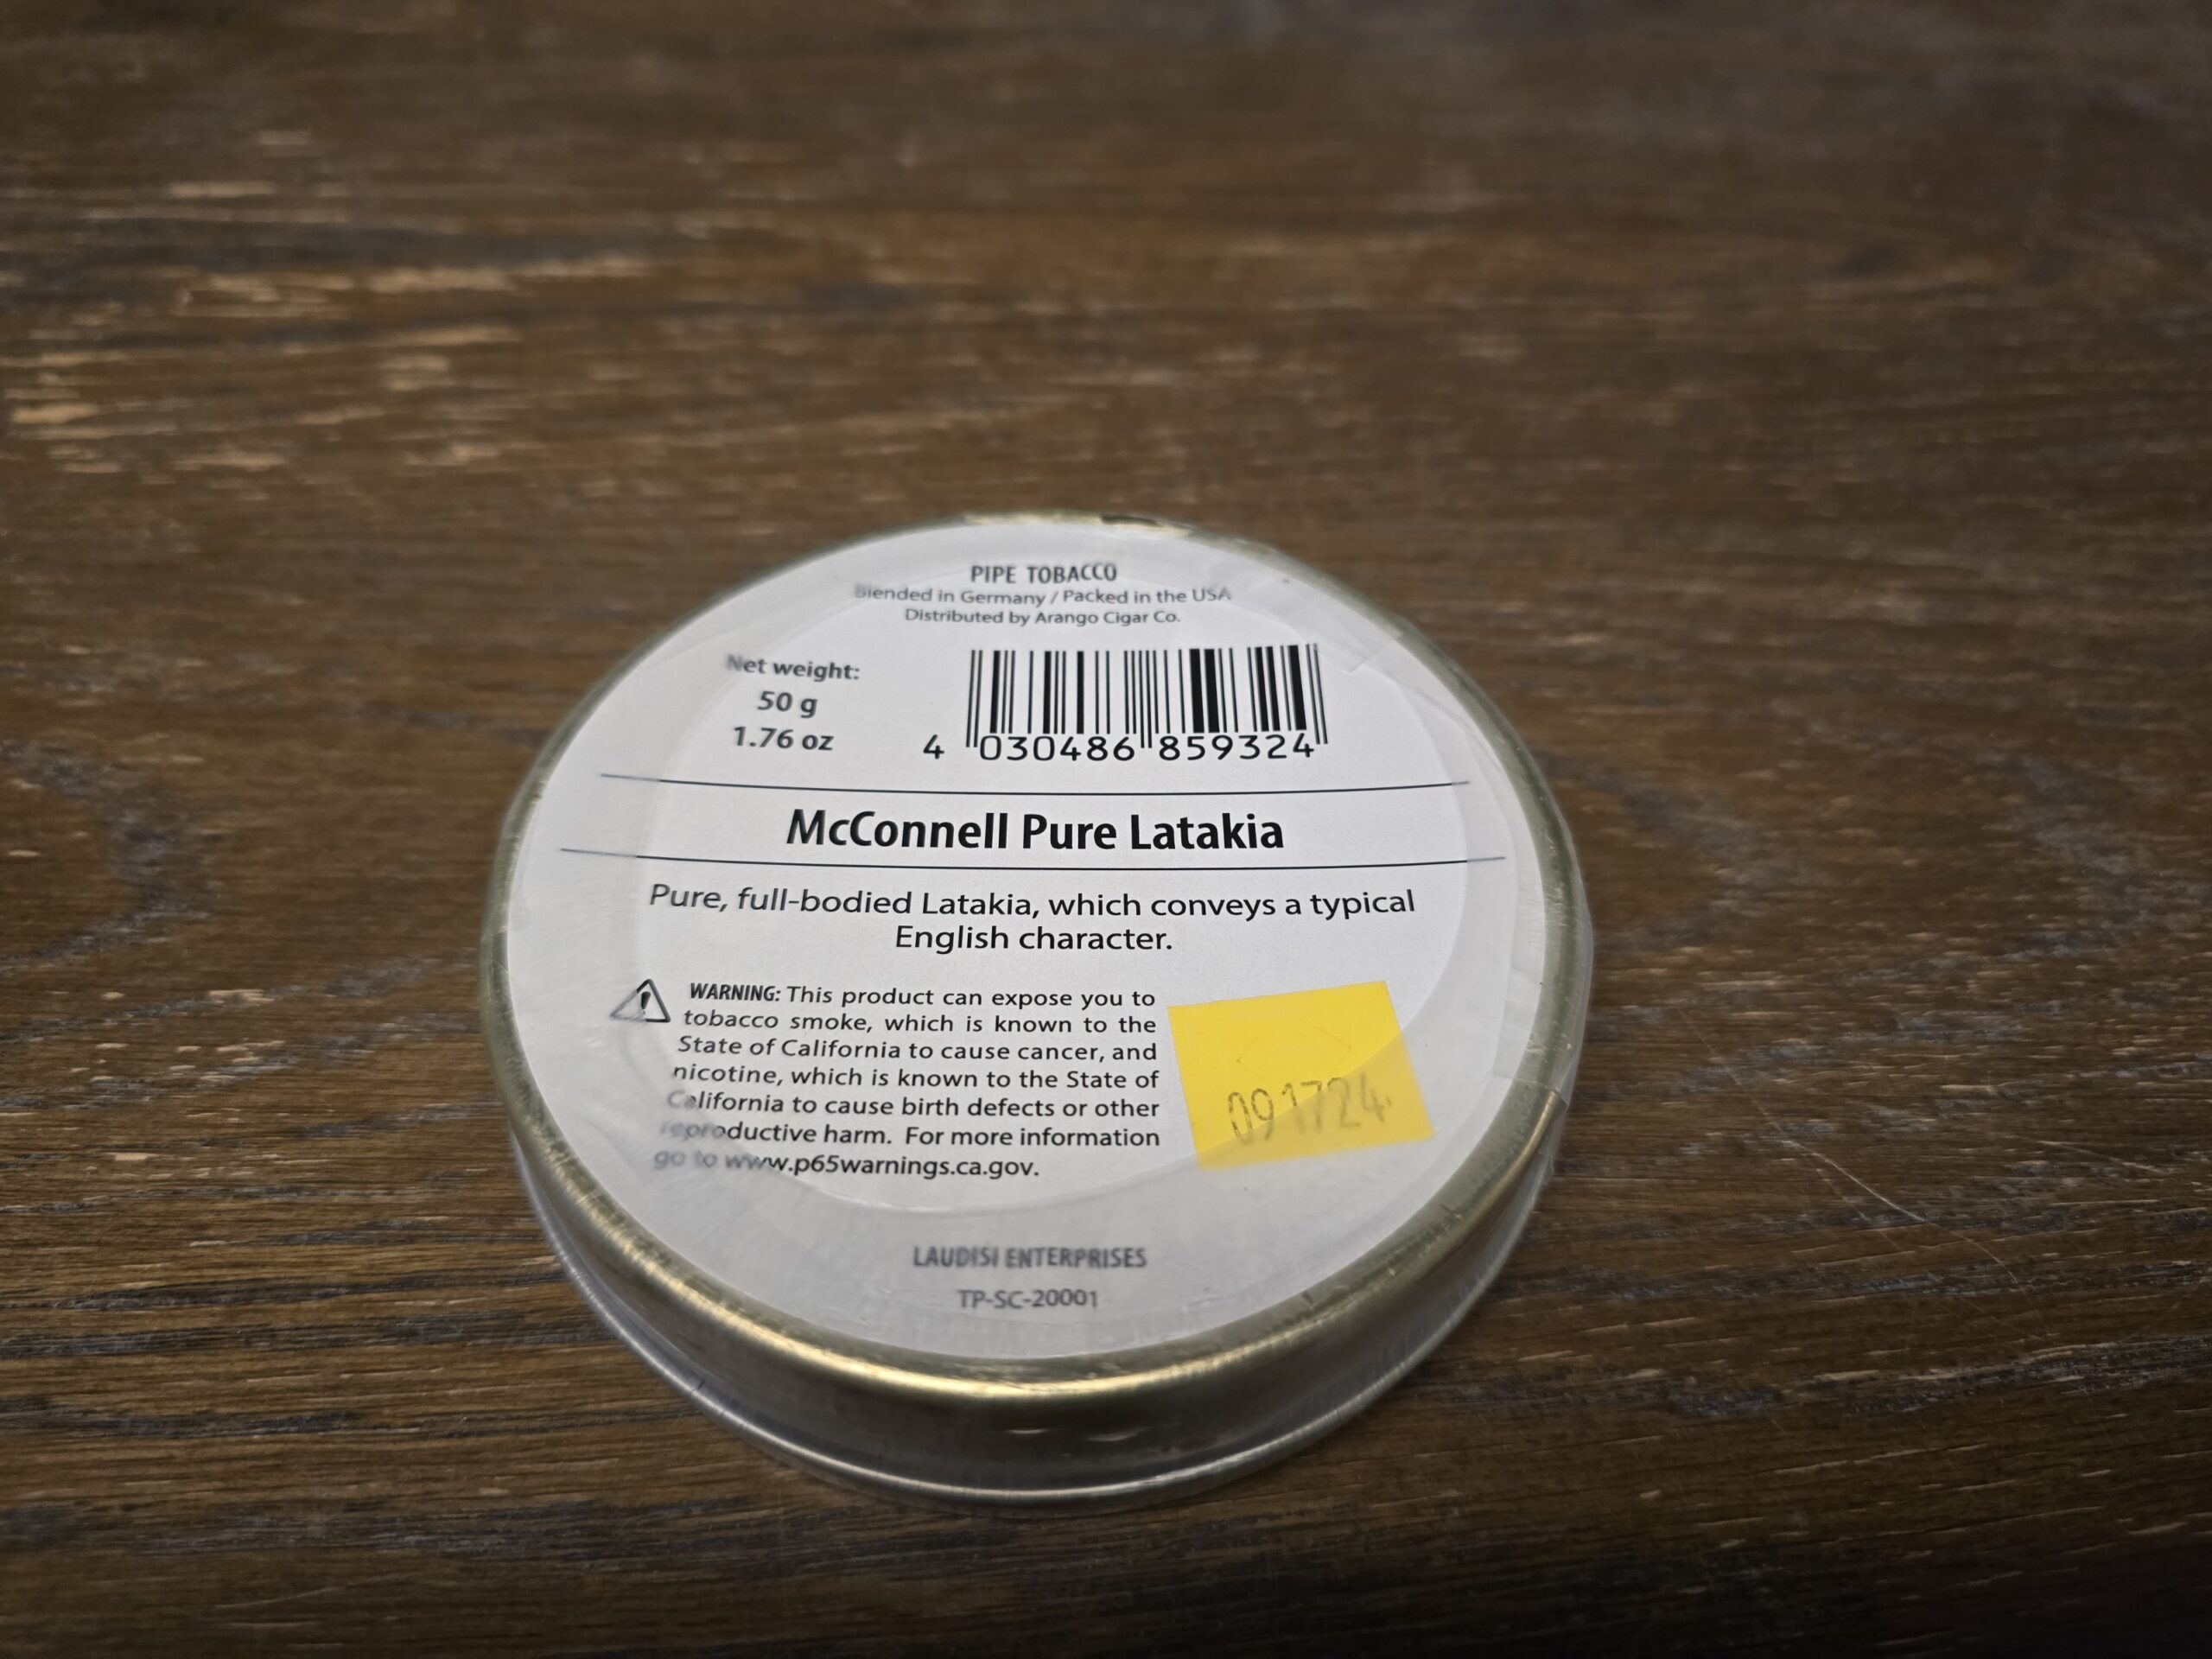 PIPE TOBACCO
Blended in Germany / Packed in the USA
Distributed by Arango Cigar Co.
Net weight:
50 g
1.76 oz
4 030486 859324
McConnell Pure Latakia
Pure, full-bodied Latakia, which conveys a typical
English character.
WARNING: This product can expose you to
tobacco smoke, which is known to the
State of California to cause cancer, and
nicotine, which is known to the State of
California to cause birth defects or other
reproductive harm. For more information
go to www.p65warnings.ca.gov.
091724
LAUDISI ENTERPRISES
TP-SC-20001